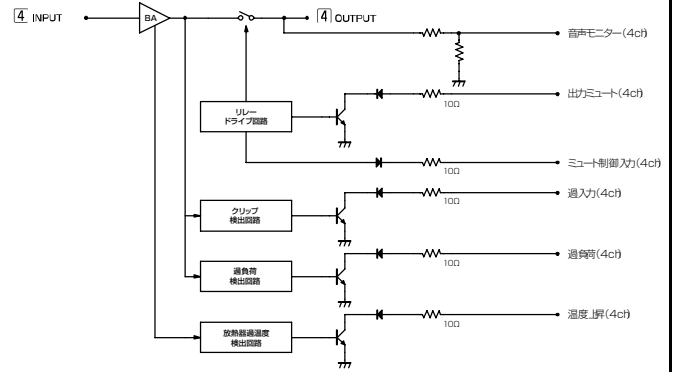 4 INPUT
BA
4 OUTPUT
音声モニター(4ch)
リレー
ドライブ回路
10Ω
出力ミュート(4ch)
10Ω
ミュート制御入力(4ch)
クリップ
検出回路
10Ω
過入力(4ch)
過負荷
検出回路
10Ω
過負荷(4ch)
放熱器過温度
検出回路
10Ω
温度上昇(4ch)